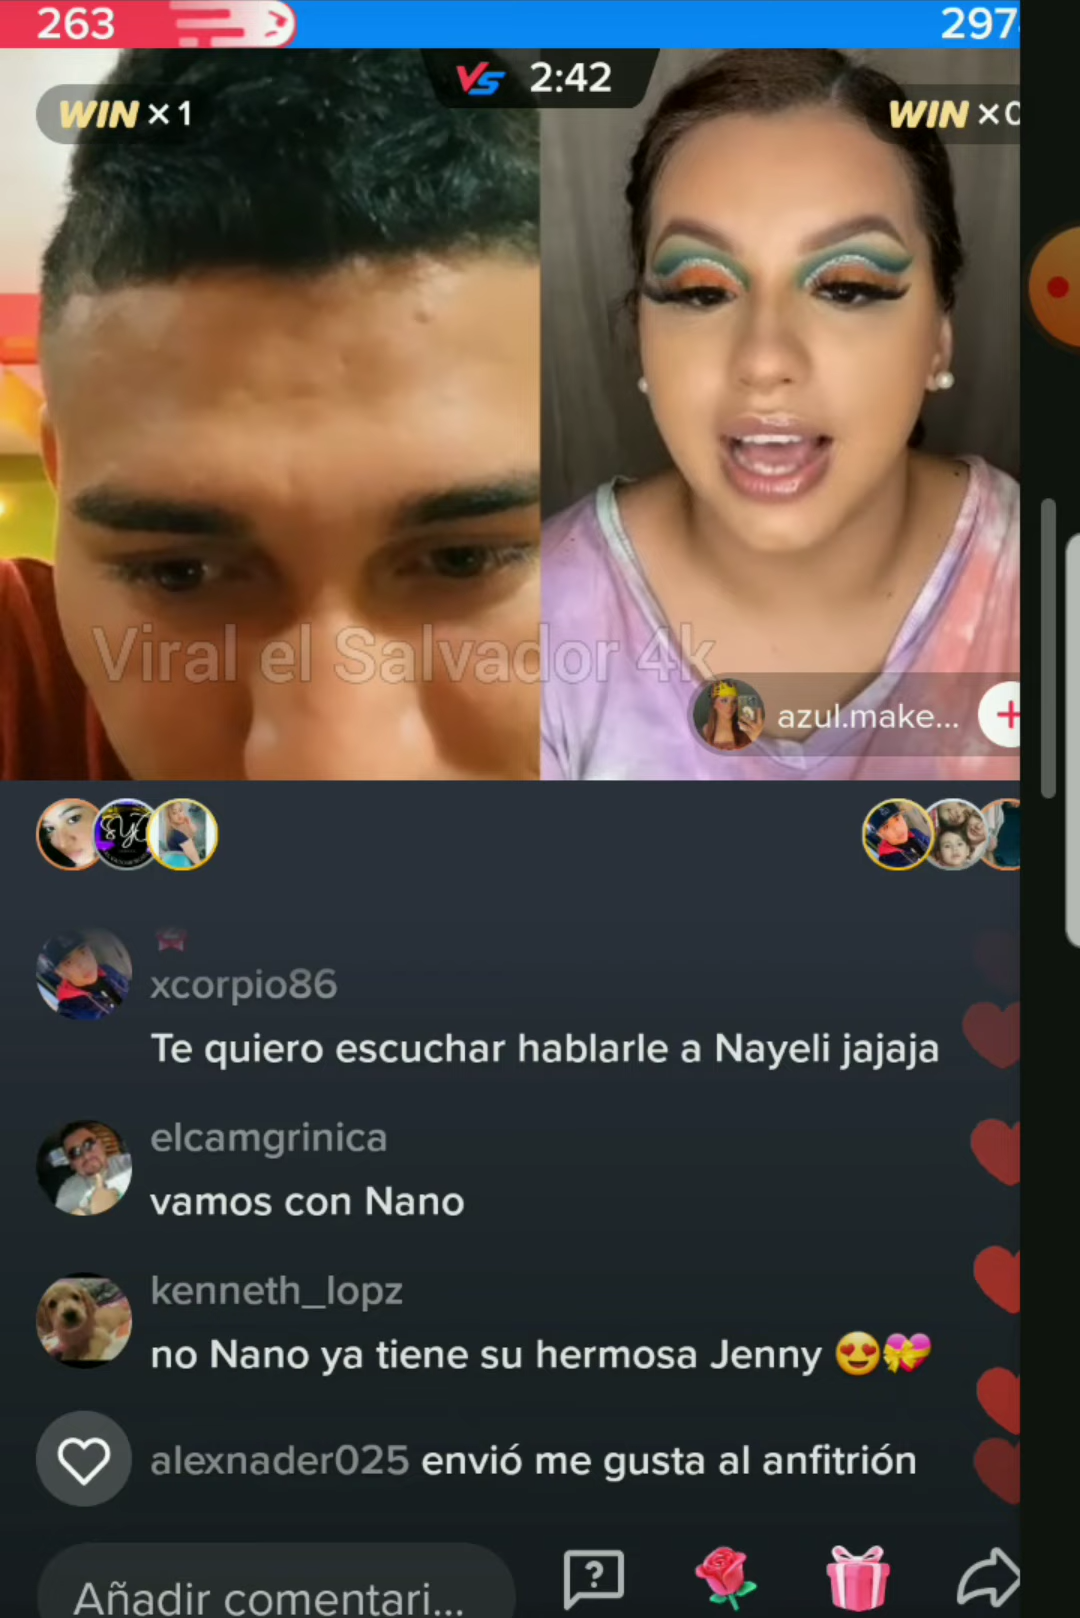 263
297
VS 2:42
WIN × 1
WIN ×
Viral el Salvador 4k
azul.make...
xcorpio86
Te quiero escuchar hablarle a Nayeli jajaja
elcamgrinica
vamos con Nano
kenneth_lopz
no Nano ya tiene su hermosa Jenny 😍💝
alexnader025 envió me gusta al anfitrión
Añadir comentari...